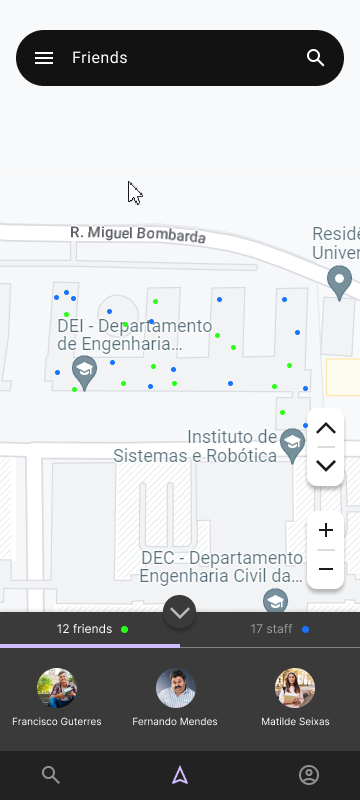 Friends
R. Miguel Bombarda
Residê
Univer
DEI - Departamento
de Engenharia...
Instituto de
Sistemas e Robótica
DEC - Departamento
Engenharia Civil da...
12 friends
17 staff
Francisco Guterres
Fernando Mendes
Matilde Seixas